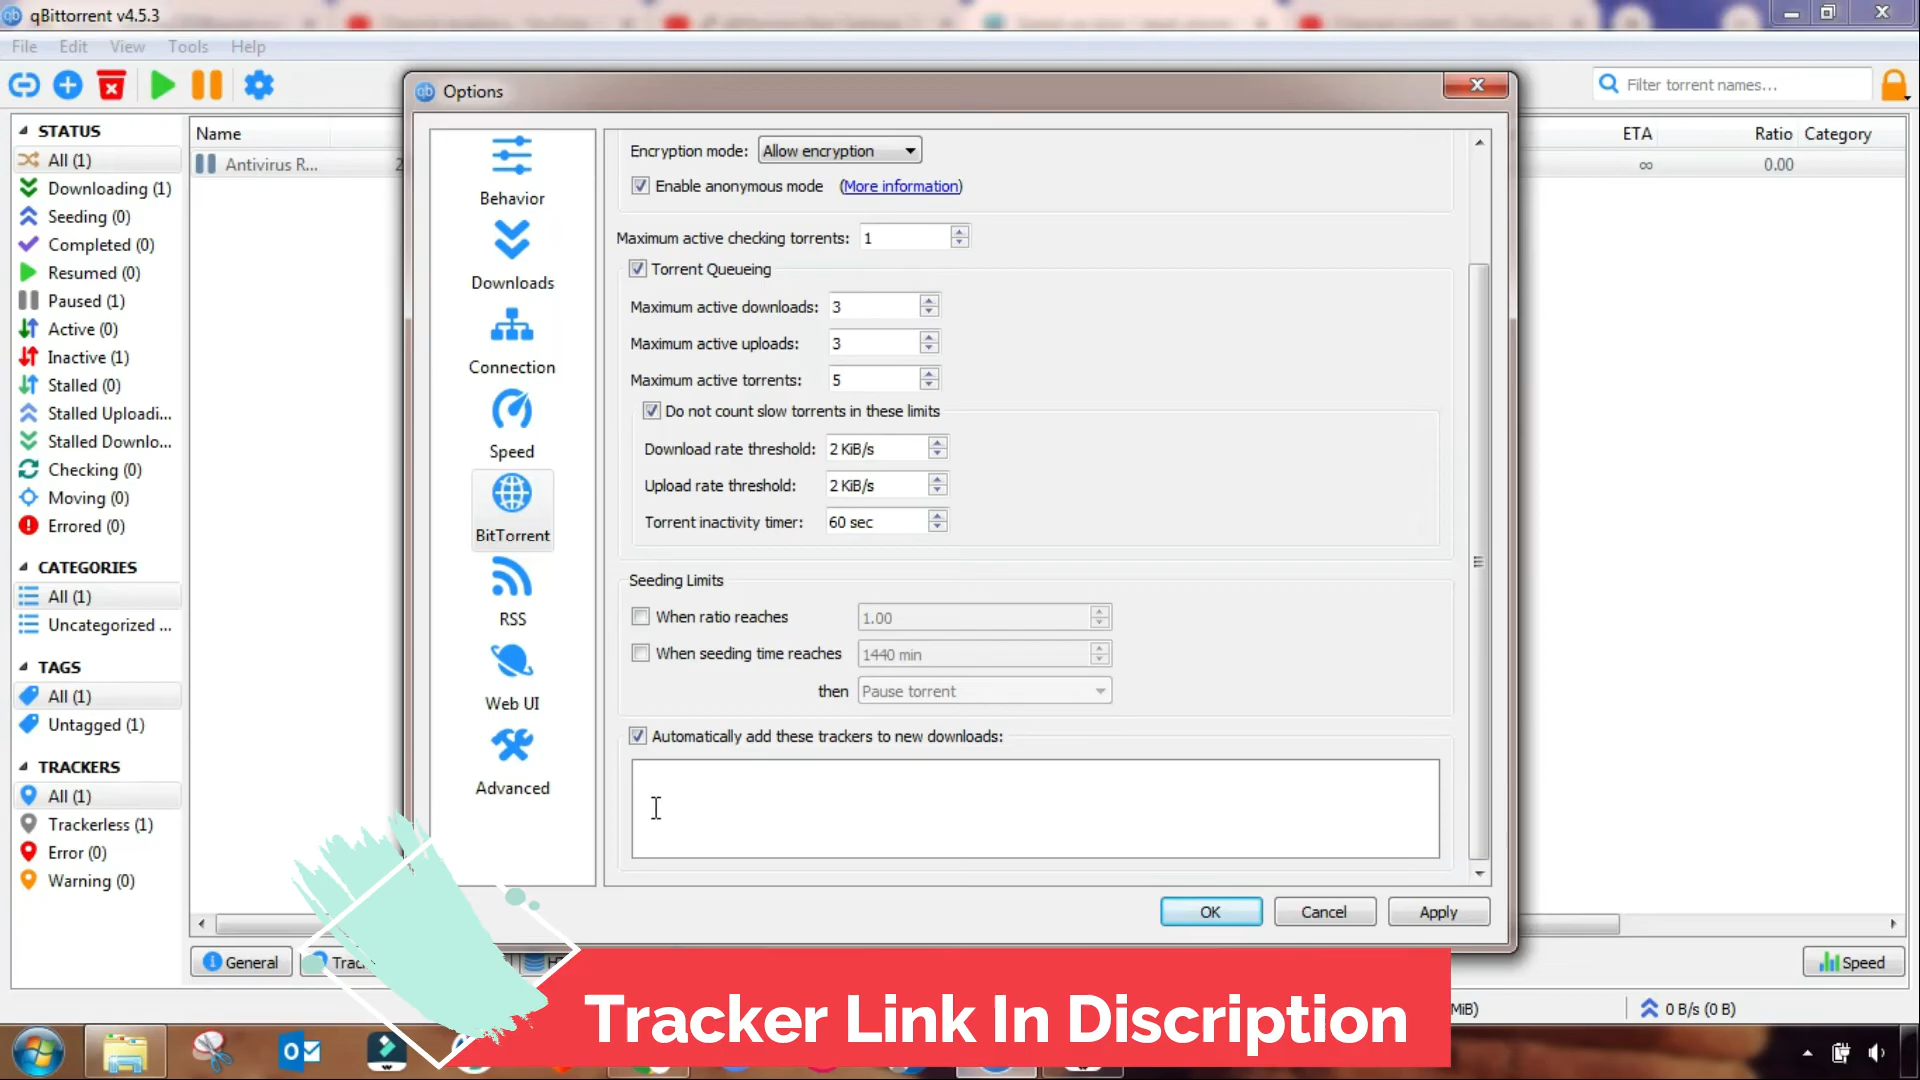 qBittorrent v4.5.3
File Edit View Tools Help
Filter torrent names...
STATUS
All (1)
Downloading (1)
Seeding (0)
Completed (0)
Resumed (0)
Paused (1)
Active (0)
Inactive (1)
Stalled (0)
Stalled Uploadi...
Stalled Downlo...
Checking (0)
Moving (0)
Errored (0)
CATEGORIES
All (1)
Uncategorized ...
TAGS
All (1)
Untagged (1)
TRACKERS
All (1)
Trackerless (1)
Error (0)
Warning (0)
Name
Antivirus R... 2
ETA Ratio Category
∞ 0.00
Options
Behavior
Downloads
Connection
Speed
BitTorrent
RSS
Web UI
Advanced
Encryption mode: Allow encryption
Enable anonymous mode (More information)
Maximum active checking torrents: 1
Torrent Queueing
Maximum active downloads: 3
Maximum active uploads: 3
Maximum active torrents: 5
Do not count slow torrents in these limits
Download rate threshold: 2 KiB/s
Upload rate threshold: 2 KiB/s
Torrent inactivity timer: 60 sec
Seeding Limits
When ratio reaches 1.00
When seeding time reaches 1440 min
then Pause torrent
Automatically add these trackers to new downloads:
OK Cancel Apply
General Trac HT Speed
MiB) 0 B/s (0 B)
Tracker Link In Discription